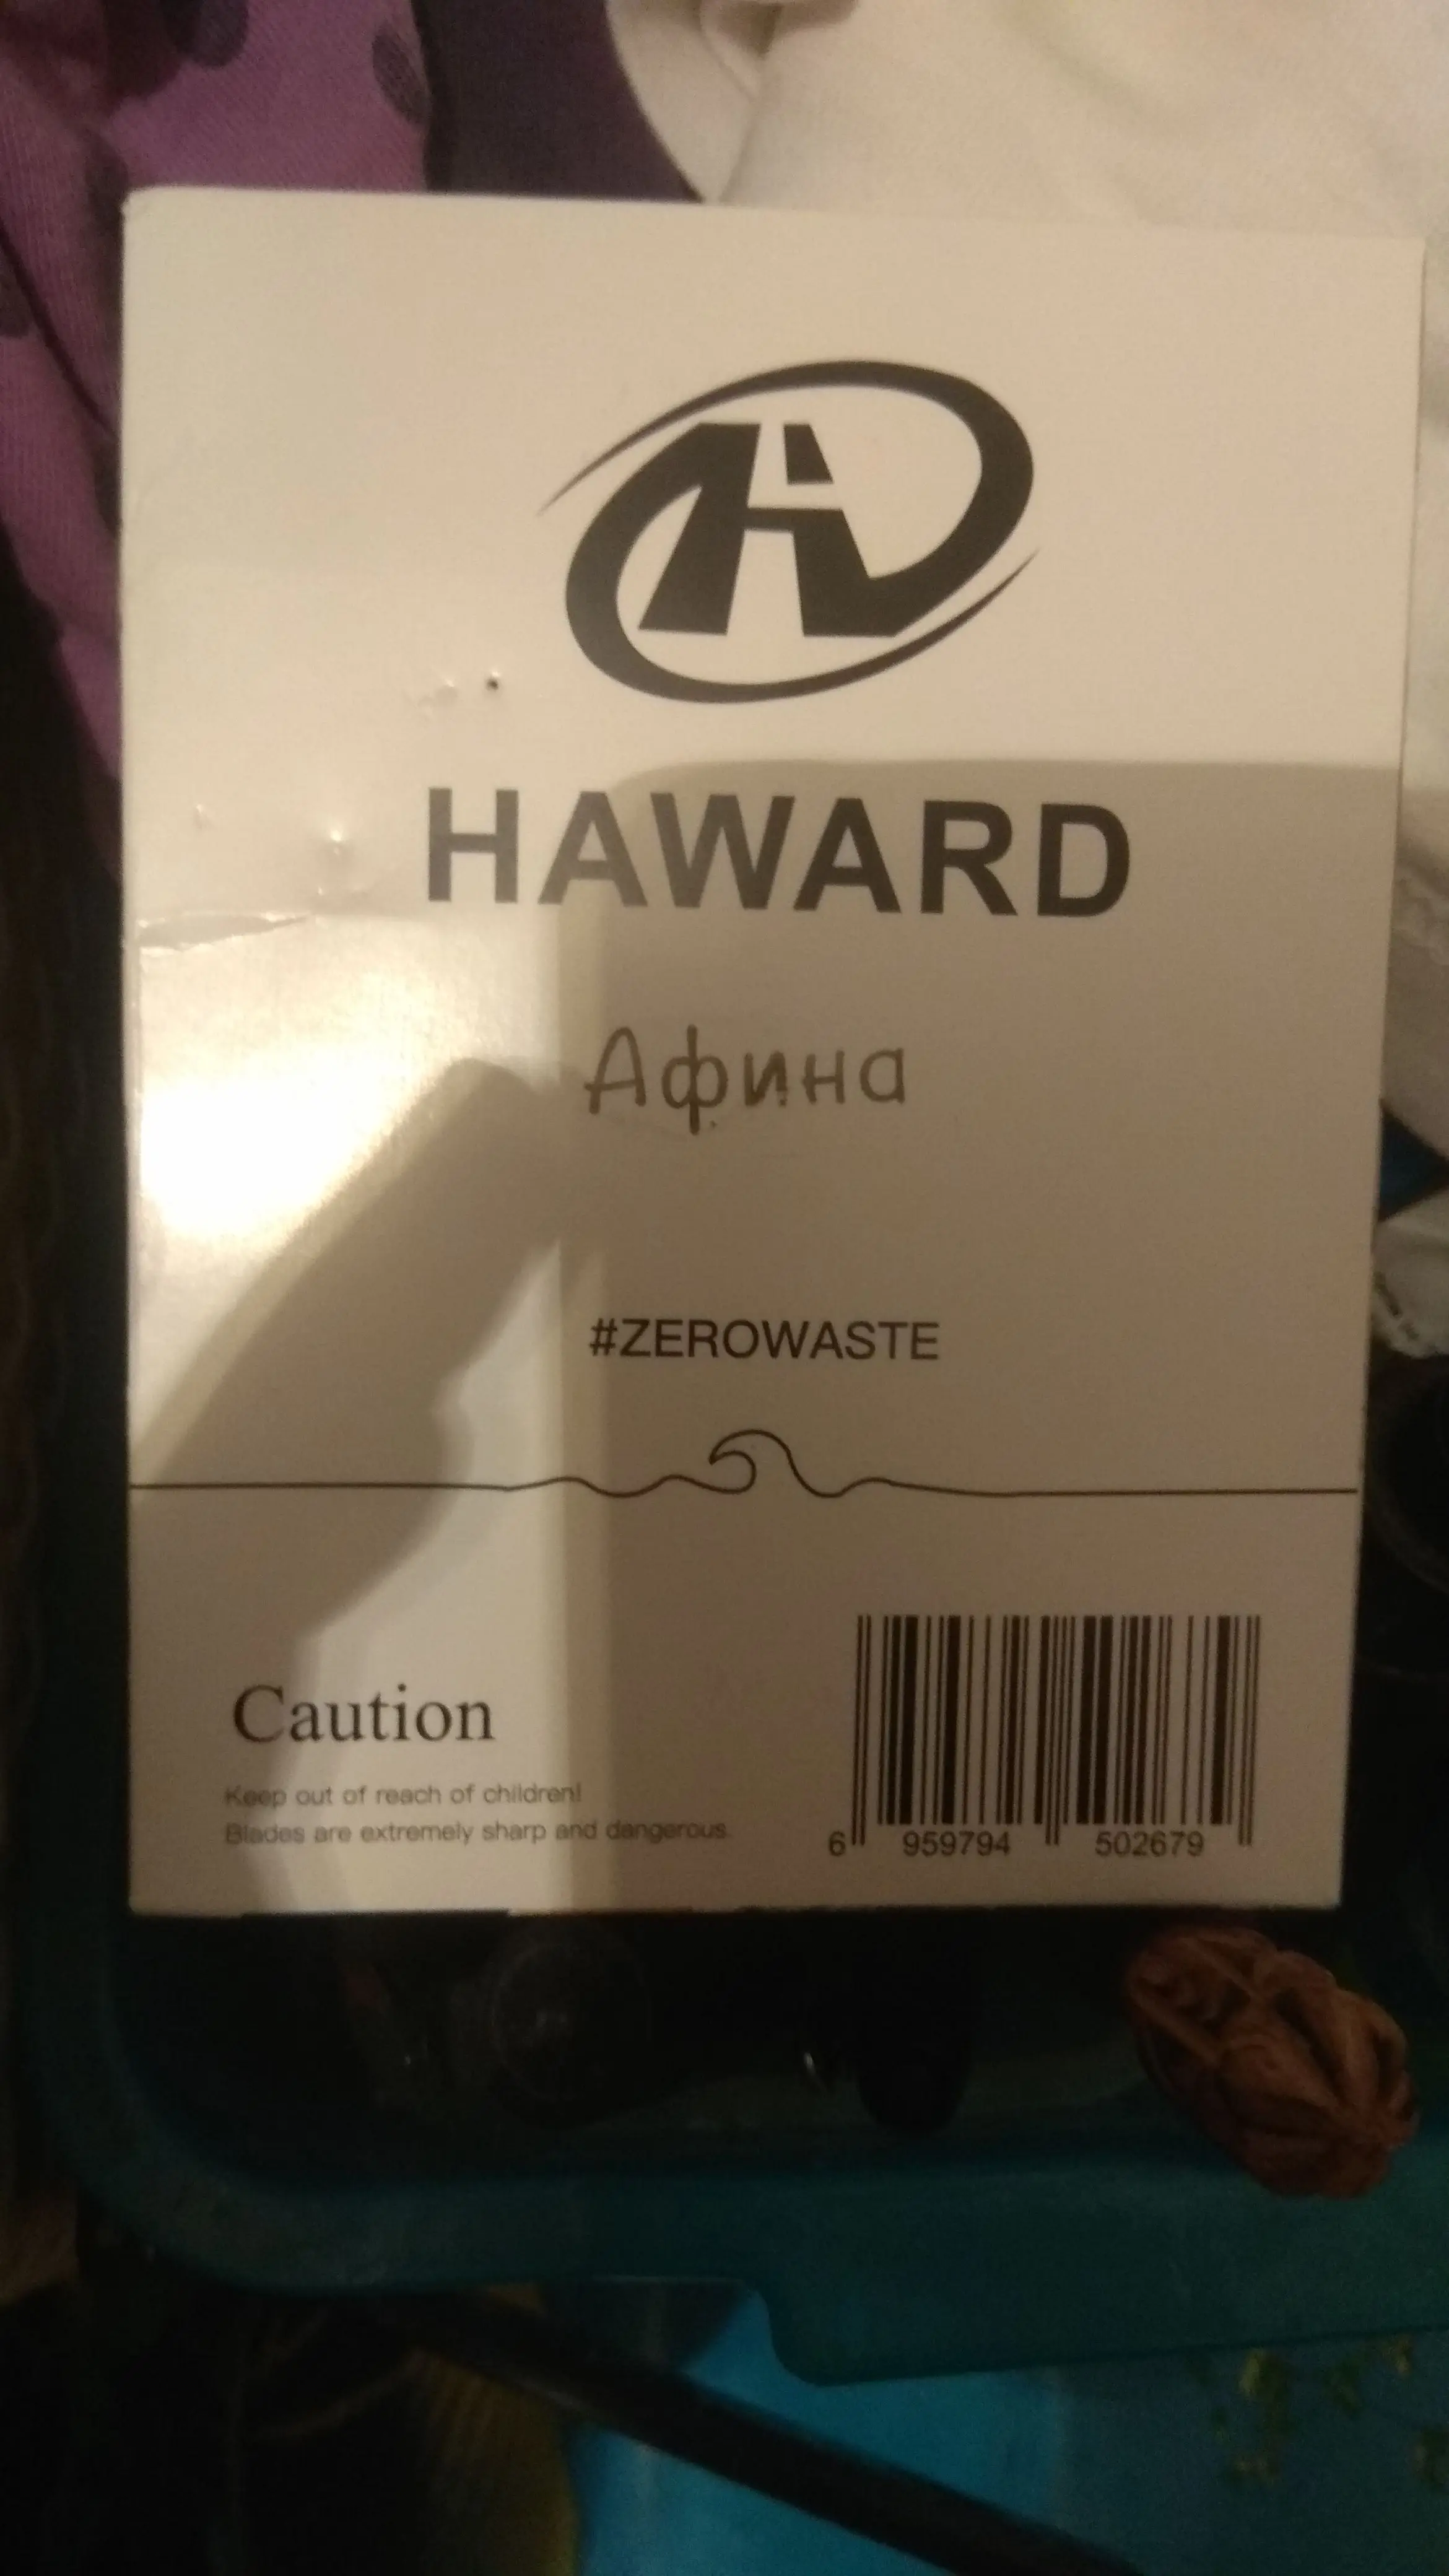 HAWARD
Афина
#ZEROWASTE
Caution
Keep out of reach of children!
Blades are extremely sharp and dangerous.
6 959794 502679